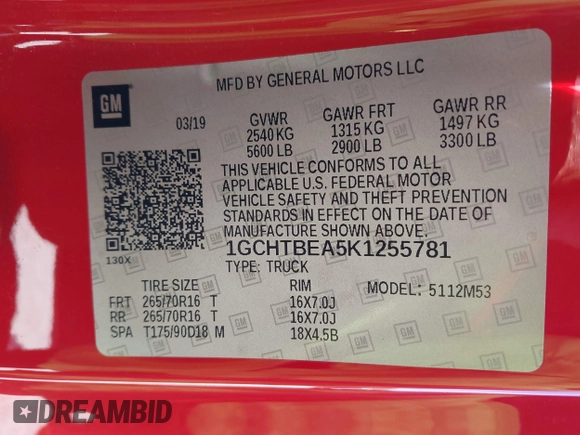 GM
MFD BY GENERAL MOTORS LLC
03/19 GVWR GAWR FRT GAWR RR
2540 KG 1315 KG 1497 KG
5600 LB 2900 LB 3300 LB
THIS VEHICLE CONFORMS TO ALL
APPLICABLE U.S. FEDERAL MOTOR
VEHICLE SAFETY AND THEFT PREVENTION
STANDARDS IN EFFECT ON THE DATE OF
MANUFACTURE SHOWN ABOVE.
130X 1GCHTBEA5K1255781
TYPE: TRUCK
TIRE SIZE RIM MODEL: 5112M53
FRT 265/70R16 T 16X7.0J
RR 265/70R16 T 16X7.0J
SPA T175/90D18 M 18X4.5B
DREAMBID